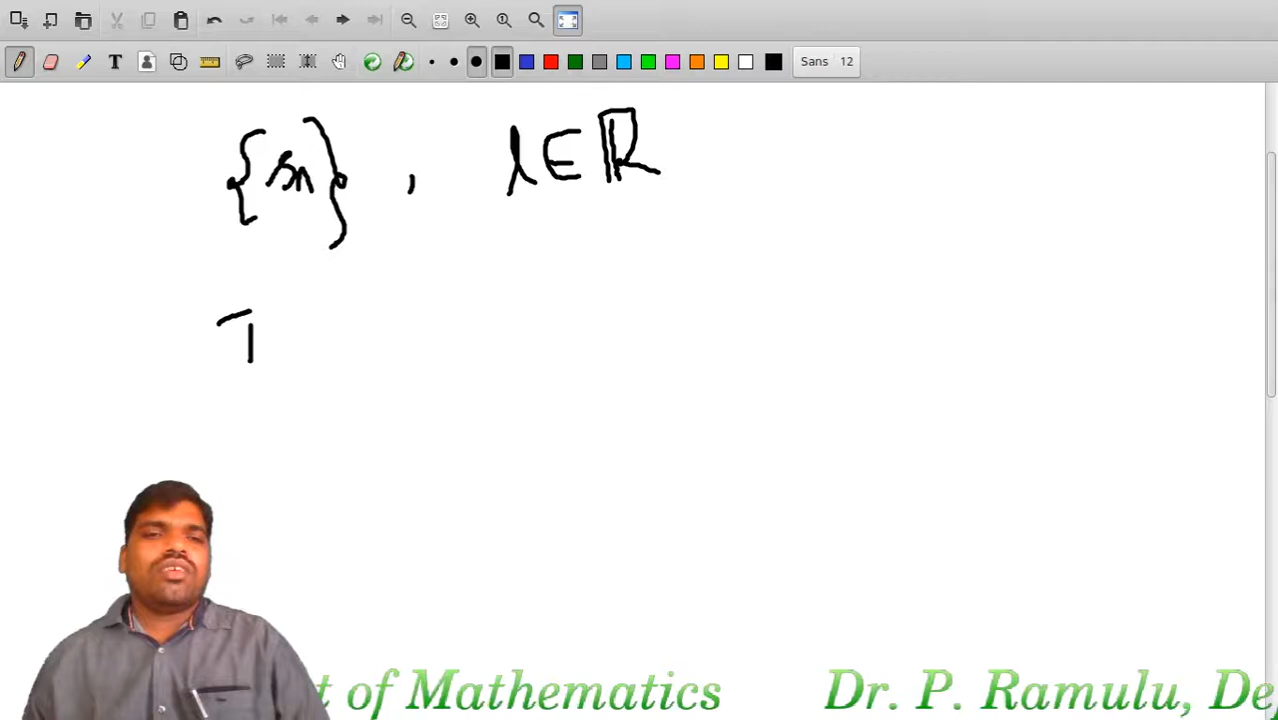 Sans 12
{sn} , l∈ℝ
T
t of Mathematics Dr. P. Ramulu, De